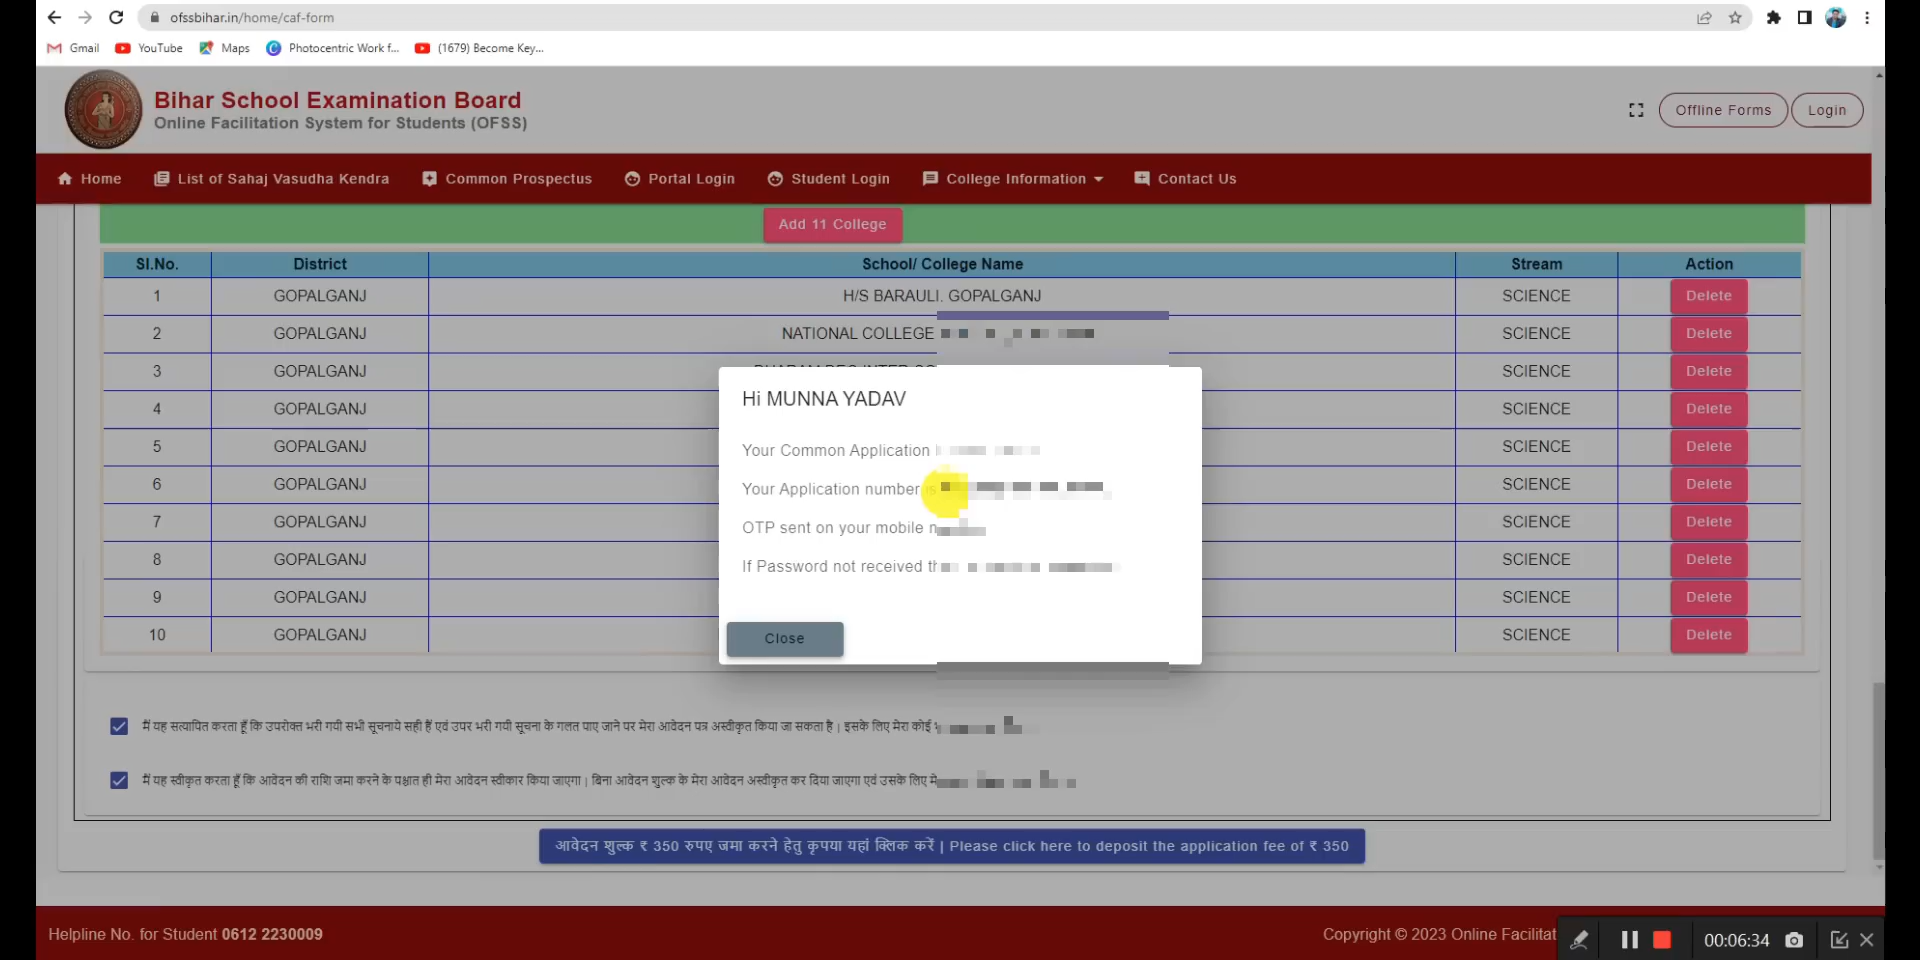 ofssbihar.in/home/caf-form
Gmail YouTube Maps Photocentric Work f... (1679) Become Key...
Bihar School Examination Board
Online Facilitation System for Students (OFSS)
Offline Forms Login
Home List of Sahaj Vasudha Kendra Common Prospectus Portal Login Student Login College Information Contact Us
Add 11 College
Sl.No. District School/ College Name Stream Action
1 GOPALGANJ H/S BARAULI. GOPALGANJ SCIENCE Delete
2 GOPALGANJ NATIONAL COLLEGE SCIENCE Delete
3 GOPALGANJ SCIENCE Delete
4 GOPALGANJ SCIENCE Delete
5 GOPALGANJ SCIENCE Delete
6 GOPALGANJ SCIENCE Delete
7 GOPALGANJ SCIENCE Delete
8 GOPALGANJ SCIENCE Delete
9 GOPALGANJ SCIENCE Delete
10 GOPALGANJ SCIENCE Delete
Hi MUNNA YADAV
Your Common Application
Your Application number is
OTP sent on your mobile
If Password not received
Close
मैं यह सत्यापित करता हूँ कि उपरोक्त भरी गयी सभी सूचनाये सही हैं एवं उपर भरी गयी सूचना के गलत पाए जाने पर मेरा आवेदन पत्र अस्वीकृत किया जा सकता है। इसके लिए मेरा कोई
मैं यह स्वीकृत करता हूँ कि आवेदन की राशि जमा करने के पश्चात ही मेरा आवेदन स्वीकार किया जाएगा। बिना आवेदन शुल्क के मेरा आवेदन अस्वीकृत कर दिया जाएगा एवं उसके लिए
आवेदन शुल्क ₹ 350 रुपए जमा करने हेतु कृपया यहां क्लिक करें | Please click here to deposit the application fee of ₹ 350
Helpline No. for Student 0612 2230009
Copyright © 2023 Online
00:06:34